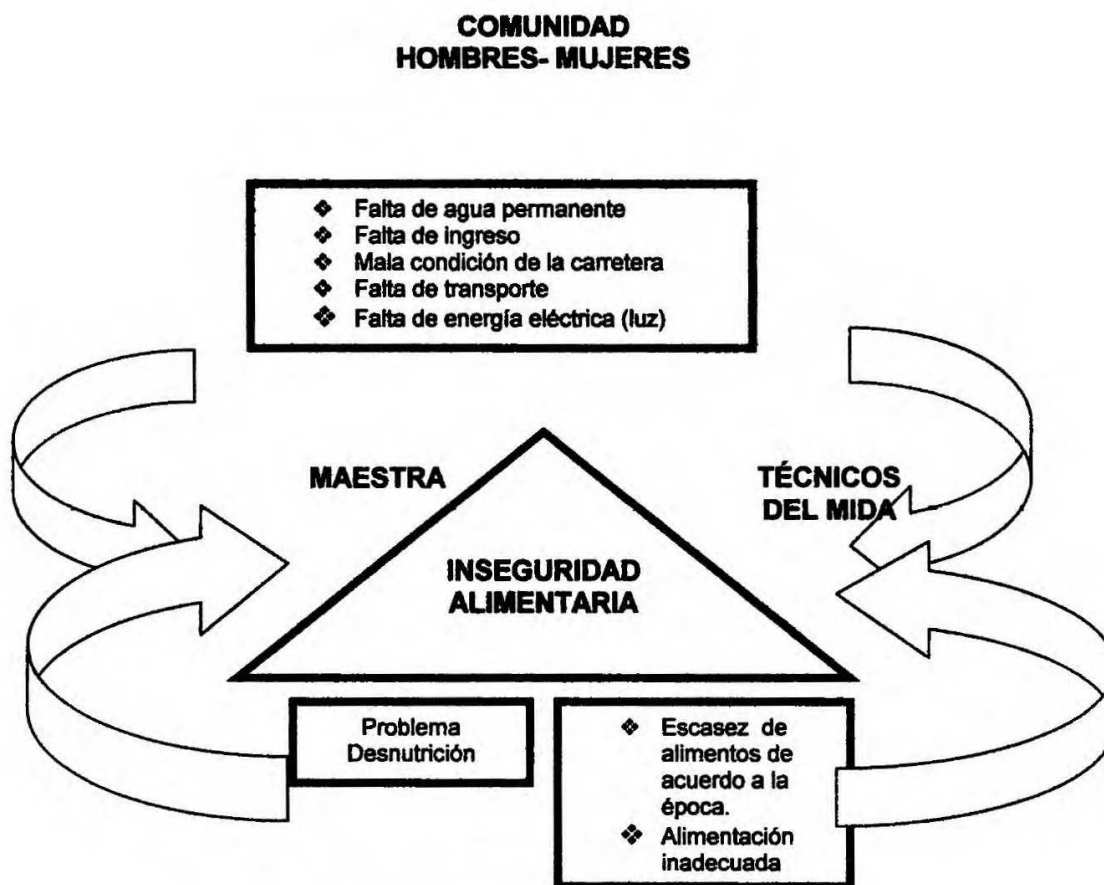 COMUNIDAD
HOMBRES- MUJERES
❖ Falta de agua permanente
❖ Falta de ingreso
❖ Mala condición de la carretera
❖ Falta de transporte
❖ Falta de energía eléctrica (luz)
MAESTRA
TÉCNICOS
DEL MIDA
INSEGURIDAD
ALIMENTARIA
Problema
Desnutrición
❖ Escasez de
alimentos de
acuerdo a la
época.
❖ Alimentación
inadecuada